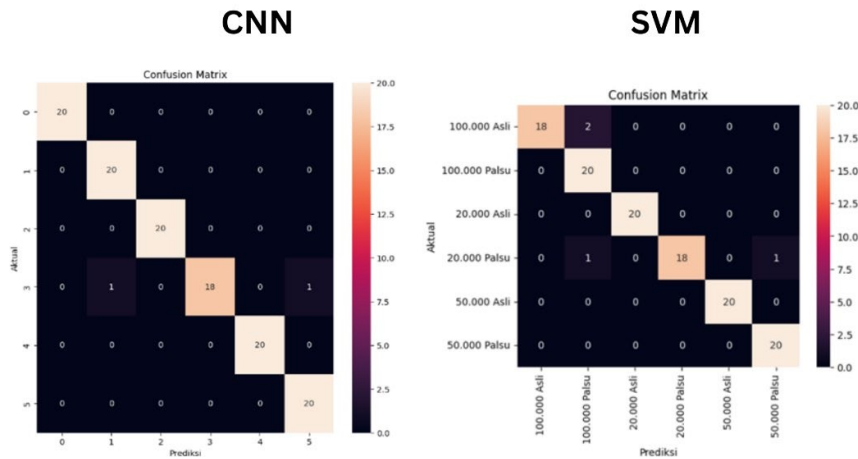 CNN
Confusion Matrix
Aktual
0 20 0 0 0 0 0
1 0 20 0 0 0 0
2 0 0 20 0 0 0
3 0 1 0 18 0 1
4 0 0 0 0 20 0
5 0 0 0 0 0 20
0 1 2 3 4 5
Prediksi
20.0
17.5
15.0
12.5
10.0
7.5
5.0
2.5
0.0
SVM
Confusion Matrix
Aktual
100.000 Asli 18 2 0 0 0 0
100.000 Palsu 0 20 0 0 0 0
20.000 Asli 0 0 20 0 0 0
20.000 Palsu 0 1 0 18 0 1
50.000 Asli 0 0 0 0 20 0
50.000 Palsu 0 0 0 0 0 20
100.000 Asli
100.000 Palsu
20.000 Asli
20.000 Palsu
50.000 Asli
50.000 Palsu
Prediksi
20.0
17.5
15.0
12.5
10.0
7.5
5.0
2.5
0.0